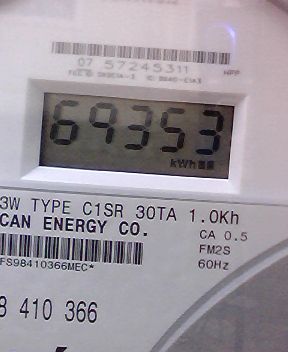 07 57245311
69353
kWh
3W TYPE C1SR 30TA 1.0Kh
CAN ENERGY CO.
CA 0.5
FM2S
60Hz
FS98410366MEC*
8 410 366